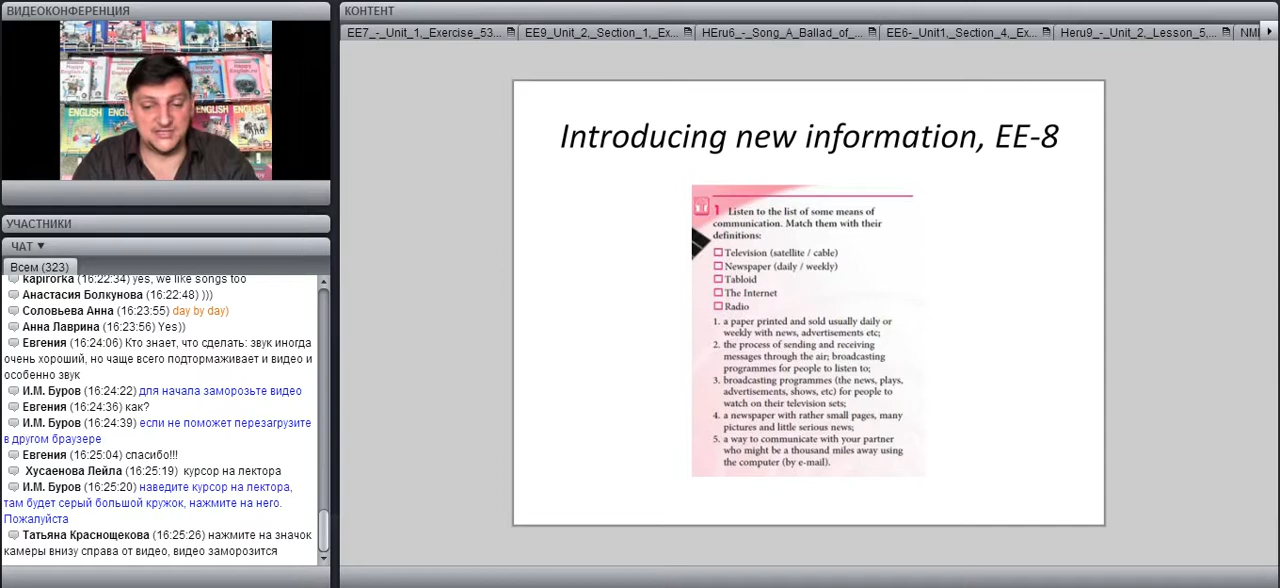 ВИДЕОКОНФЕРЕНЦИЯ
ENGLISH
ENGLISH
ENGLISH
УЧАСТНИКИ
ЧАТ
Всем (323)
kapirorka (16:22:34) yes, we like songs too
Анастасия Болкунова (16:22:48) )))
Соловьева Анна (16:23:55) day by day)
Анна Лаврина (16:23:56) Yes))
Евгения (16:24:06) Кто знает, что сделать: звук иногда
очень хороший, но чаще всего подтормаживает и видео и
особенно звук
И.М. Буров (16:24:22) для начала заморозьте видео
Евгения (16:24:36) как?
И.М. Буров (16:24:39) если не поможет перезагрузите
в другом браузере
Евгения (16:25:04) спасибо!!!
Хусаенова Лейла (16:25:19) курсор на лектора
И.М. Буров (16:25:20) наведите курсор на лектора,
там будет серый большой кружок, нажмите на него.
Пожалуйста
Татьяна Краснощекова (16:25:26) нажмите на значок
камеры внизу справа от видео, видео заморозится
КОНТЕНТ
EE7_-_Unit_1,_Exercise_53...
EE9_Unit_2,_Section_1,_Ex...
HEru6_-_Song_A_Ballad_of_...
EE6-_Unit1,_Section_4,_Ex...
Heru9_-_Unit_2,_Lesson_5,...
Introducing new information, EE-8
1 Listen to the list of some means of
communication. Match them with their
definitions:
Television (satellite / cable)
Newspaper (daily / weekly)
Tabloid
The Internet
Radio
1. a paper printed and sold usually daily or
weekly with news, advertisements etc;
2. the process of sending and receiving
messages through the air; broadcasting
programmes for people to listen to;
3. broadcasting programmes (the news, plays,
advertisements, shows, etc) for people to
watch on their television sets;
4. a newspaper with rather small pages, many
pictures and little serious news;
5. a way to communicate with your partner
who might be a thousand miles away using
the computer (by e-mail).